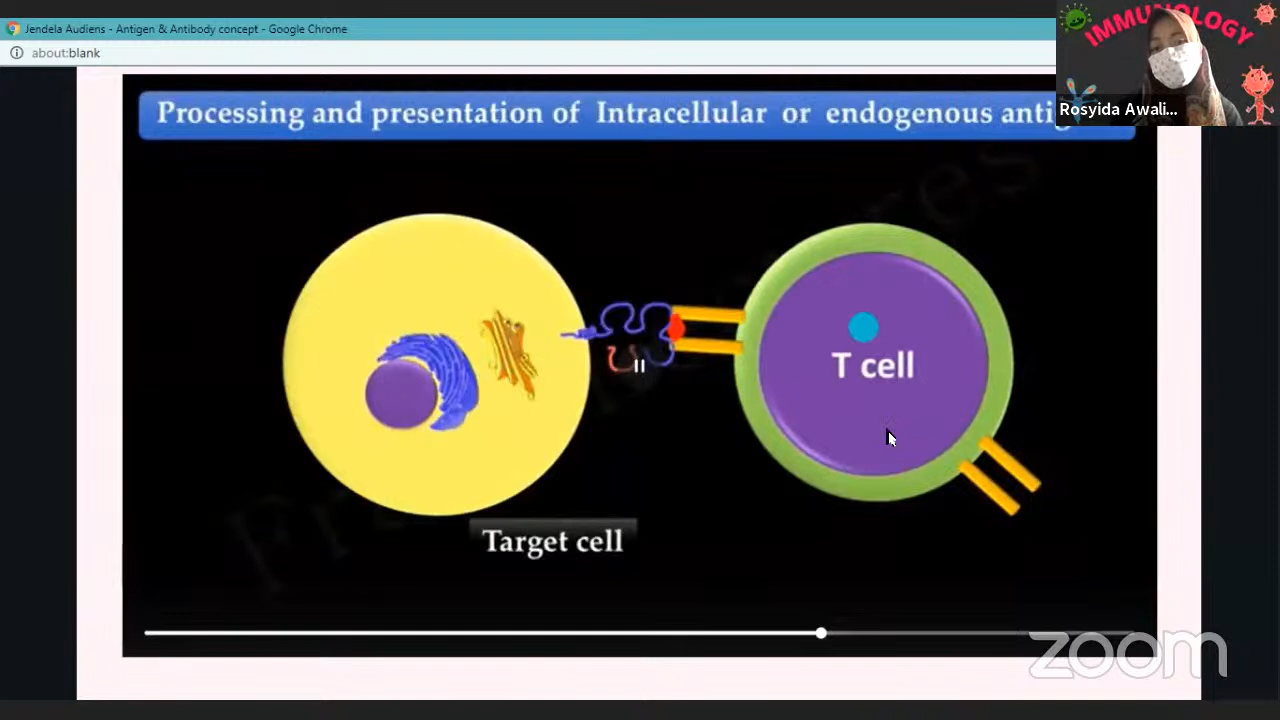 Jendela Audiens - Antigen & Antibody concept - Google Chrome
about:blank
IMMUNOLOGY
Rosyida Awali...
Processing and presentation of Intracellular or endogenous antig
T cell
Target cell
zoom